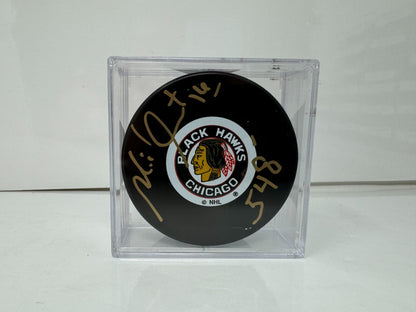 BLACK HAWKS
CHICAGO ®
© NHL
548